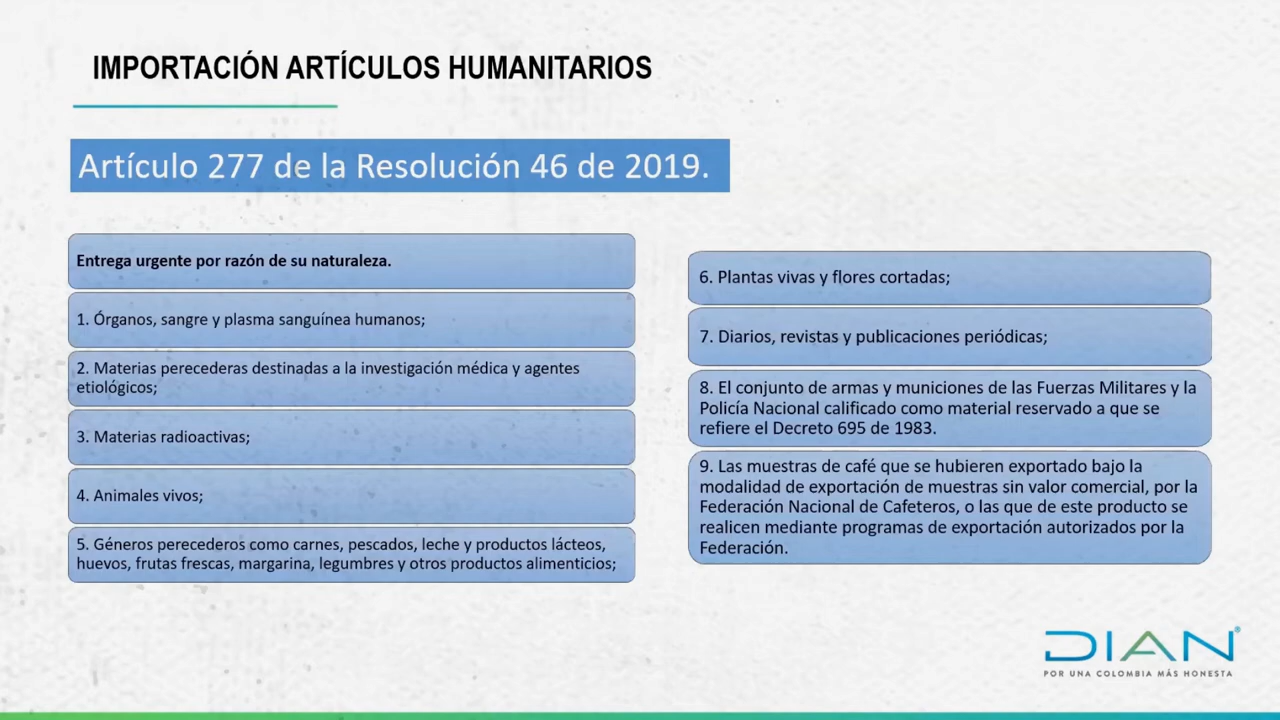 IMPORTACIÓN ARTÍCULOS HUMANITARIOS
Artículo 277 de la Resolución 46 de 2019.
Entrega urgente por razón de su naturaleza.
1. Órganos, sangre y plasma sanguínea humanos;
2. Materias perecederas destinadas a la investigación médica y agentes
etiológicos;
3. Materias radioactivas;
4. Animales vivos;
5. Géneros perecederos como carnes, pescados, leche y productos lácteos,
huevos, frutas frescas, margarina, legumbres y otros productos alimenticios;
6. Plantas vivas y flores cortadas;
7. Diarios, revistas y publicaciones periódicas;
8. El conjunto de armas y municiones de las Fuerzas Militares y la
Policía Nacional calificado como material reservado a que se
refiere el Decreto 695 de 1983.
9. Las muestras de café que se hubieren exportado bajo la
modalidad de exportación de muestras sin valor comercial, por la
Federación Nacional de Cafeteros, o las que de este producto se
realicen mediante programas de exportación autorizados por la
Federación.
DIAN®
POR UNA COLOMBIA MÁS HONESTA